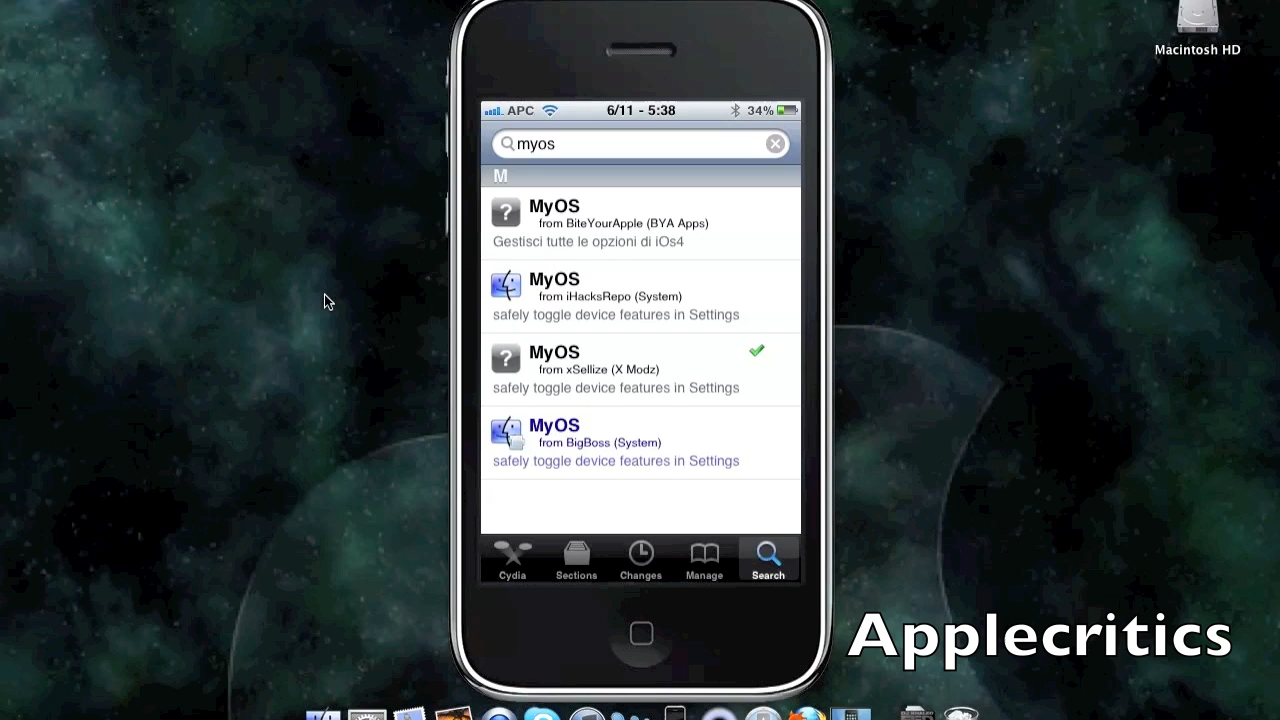 Macintosh HD
APC 6/11 - 5:38 34%
myos
M
MyOS
from BiteYourApple (BYA Apps)
Gestisci tutte le opzioni di iOs4
MyOS
from iHacksRepo (System)
safely toggle device features in Settings
MyOS
from xSellize (X Modz)
safely toggle device features in Settings
MyOS
from BigBoss (System)
safely toggle device features in Settings
Cydia Sections Changes Manage Search
Applecritics